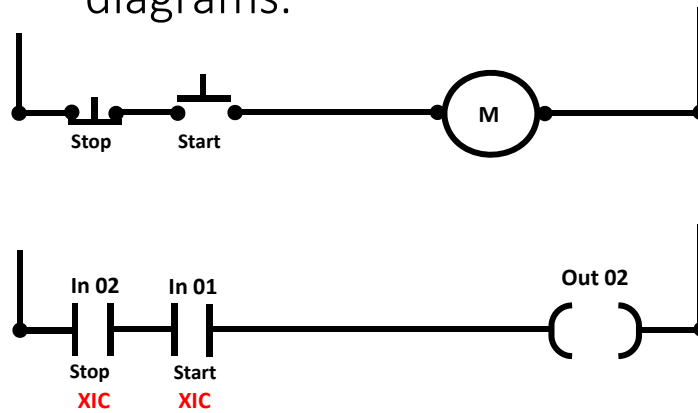 diagrams:
M
Stop Start
In 02 In 01 Out 02
Stop Start
XIC XIC